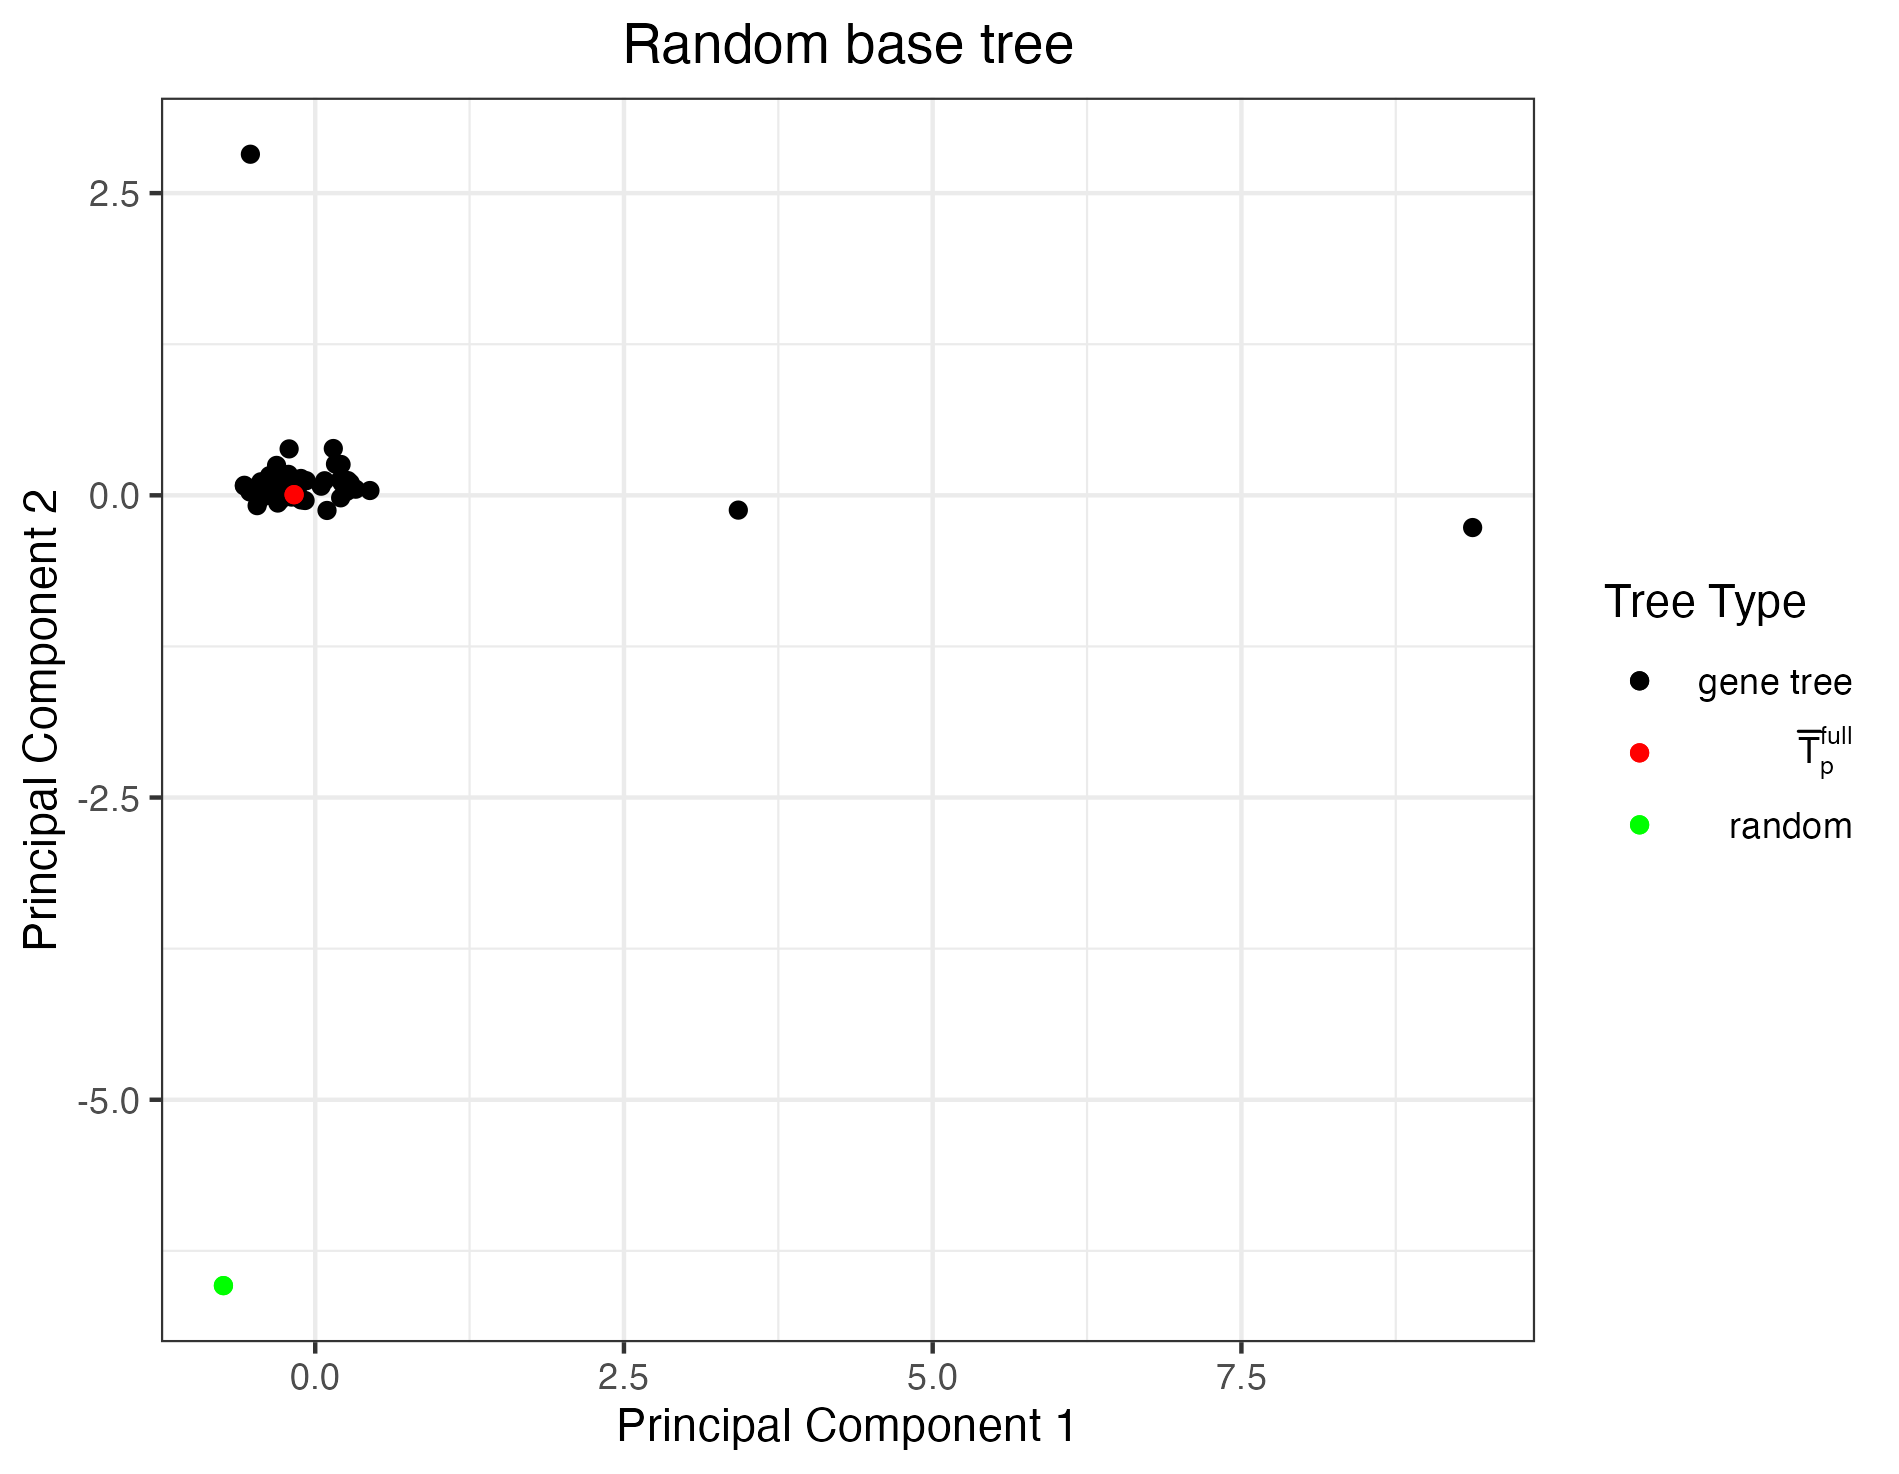 Random base tree
2.5
0.0
-2.5
-5.0
Principal Component 2
0.0 2.5 5.0 7.5
Principal Component 1
Tree Type
gene tree
T̅ₚᶠᵘˡˡ
random